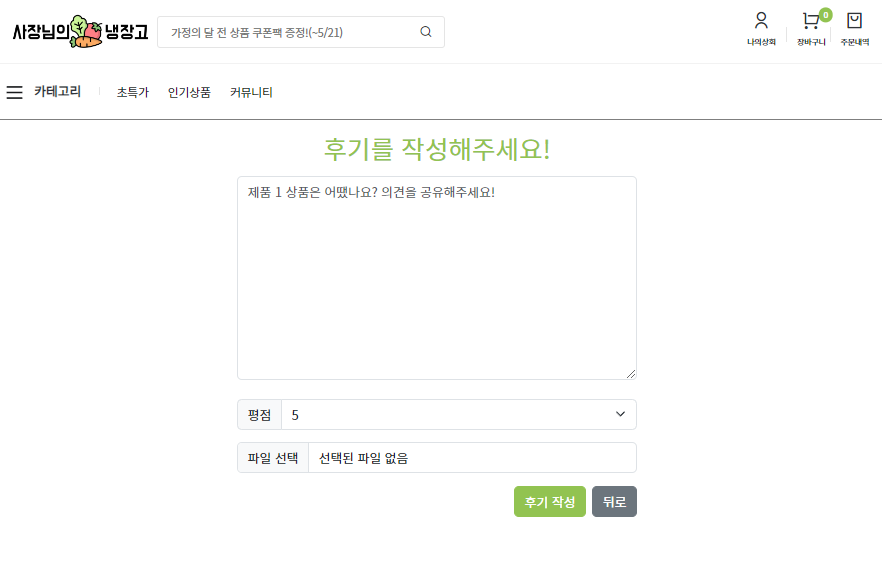 사장님의 냉장고
가정의 달 전 상품 쿠폰팩 증정!(~5/21)
0
나의상회 장바구니 주문내역
카테고리 초특가 인기상품 커뮤니티
후기를 작성해주세요!
제품 1 상품은 어땠나요? 의견을 공유해주세요!
평점 5
파일 선택 선택된 파일 없음
후기 작성 뒤로